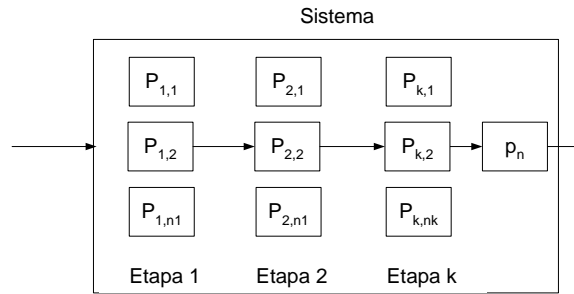 Sistema
P1,1 P2,1 Pk,1
P1,2 P2,2 Pk,2 pn
P1,n1 P2,n1 Pk,nk
Etapa 1 Etapa 2 Etapa k